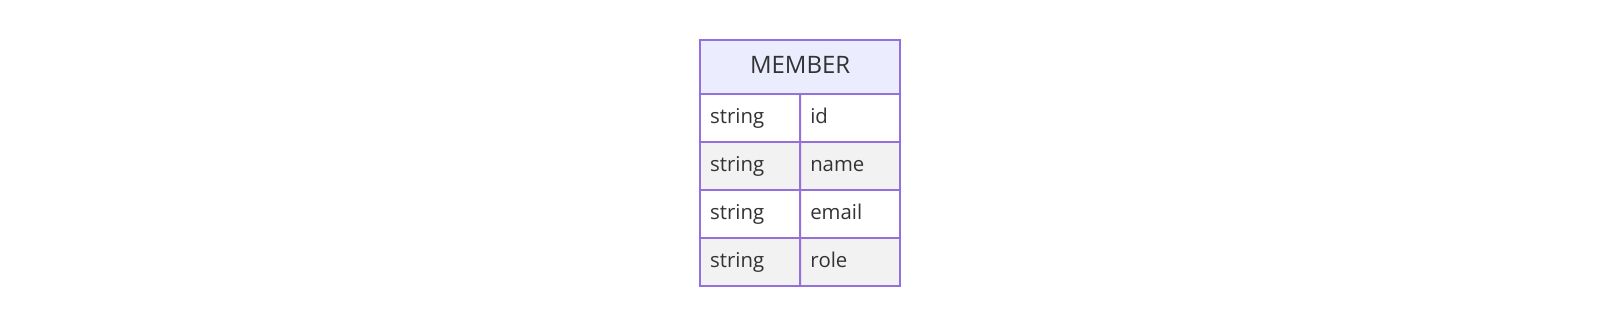 MEMBER
string id
string name
string email
string role